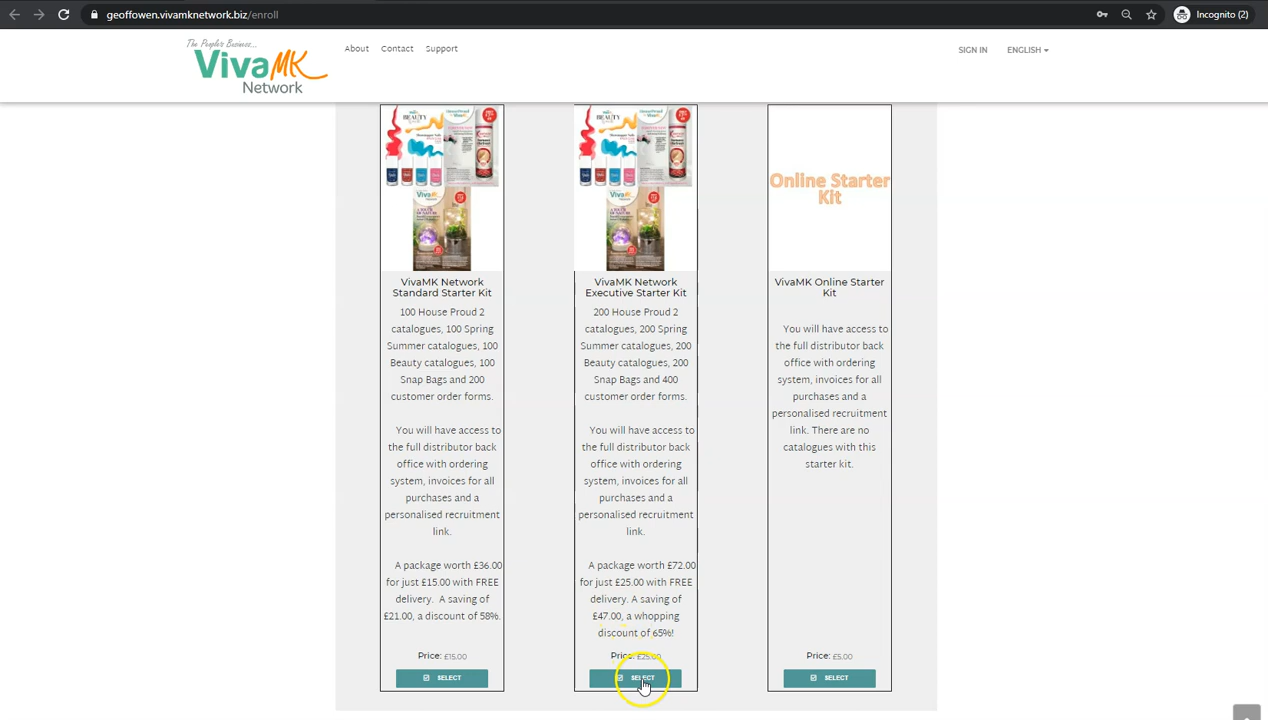 geoffowen.vivamknetwork.biz/enroll
Incognito (2)
The People's Business...
VivaMK
Network
About Contact Support
SIGN IN ENGLISH
Online Starter
Kit
VivaMK Network
Standard Starter Kit
100 House Proud 2
catalogues, 100 Spring
Summer catalogues, 100
Beauty catalogues, 100
Snap Bags and 200
customer order forms.
You will have access to
the full distributor back
office with ordering
system, invoices for all
purchases and a
personalised recruitment
link.
A package worth £36.00
for just £15.00 with FREE
delivery. A saving of
£21.00, a discount of 58%.
Price: £15.00
SELECT
VivaMK Network
Executive Starter Kit
200 House Proud 2
catalogues, 200 Spring
Summer catalogues, 200
Beauty catalogues, 200
Snap Bags and 400
customer order forms.
You will have access to
the full distributor back
office with ordering
system, invoices for all
purchases and a
personalised recruitment
link.
A package worth £72.00
for just £25.00 with FREE
delivery. A saving of
£47.00, a whopping
discount of 65%!
Price: £25.00
SELECT
VivaMK Online Starter
Kit
You will have access to
the full distributor back
office with ordering
system, invoices for all
purchases and a
personalised recruitment
link. There are no
catalogues with this
starter kit.
Price: £5.00
SELECT